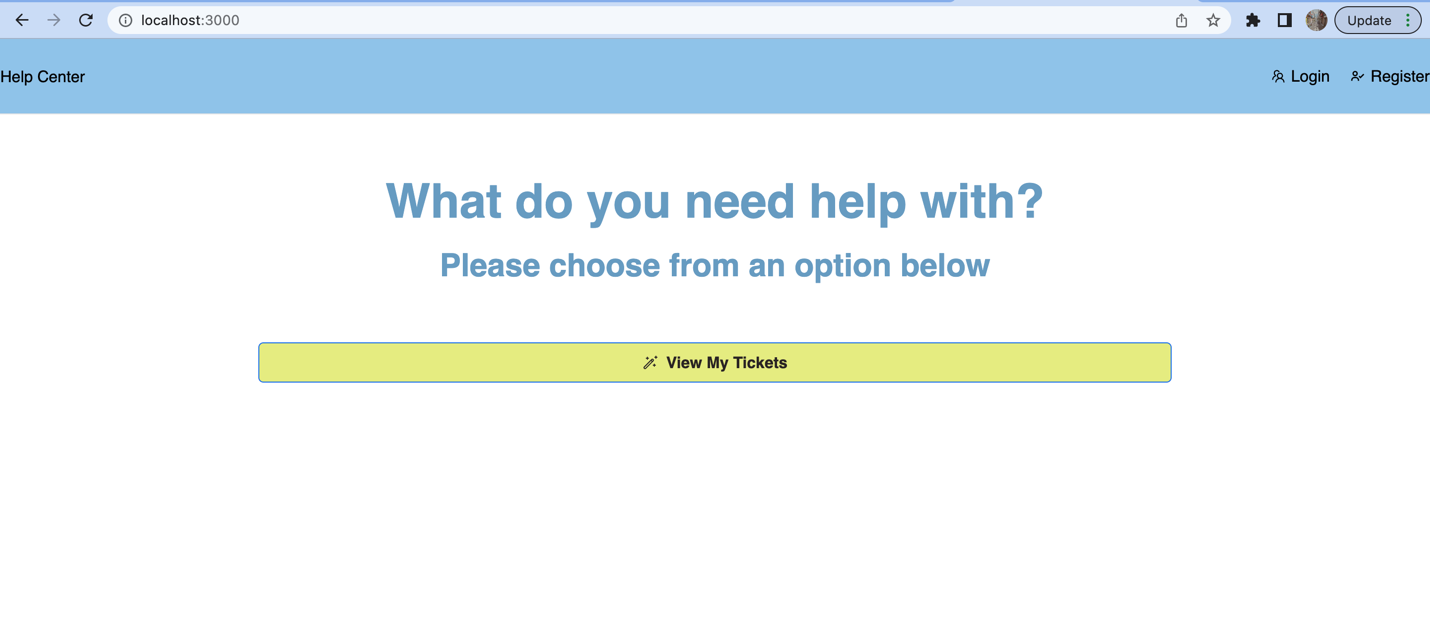 localhost:3000
Update
Help Center
Login
Register
What do you need help with?
Please choose from an option below
View My Tickets